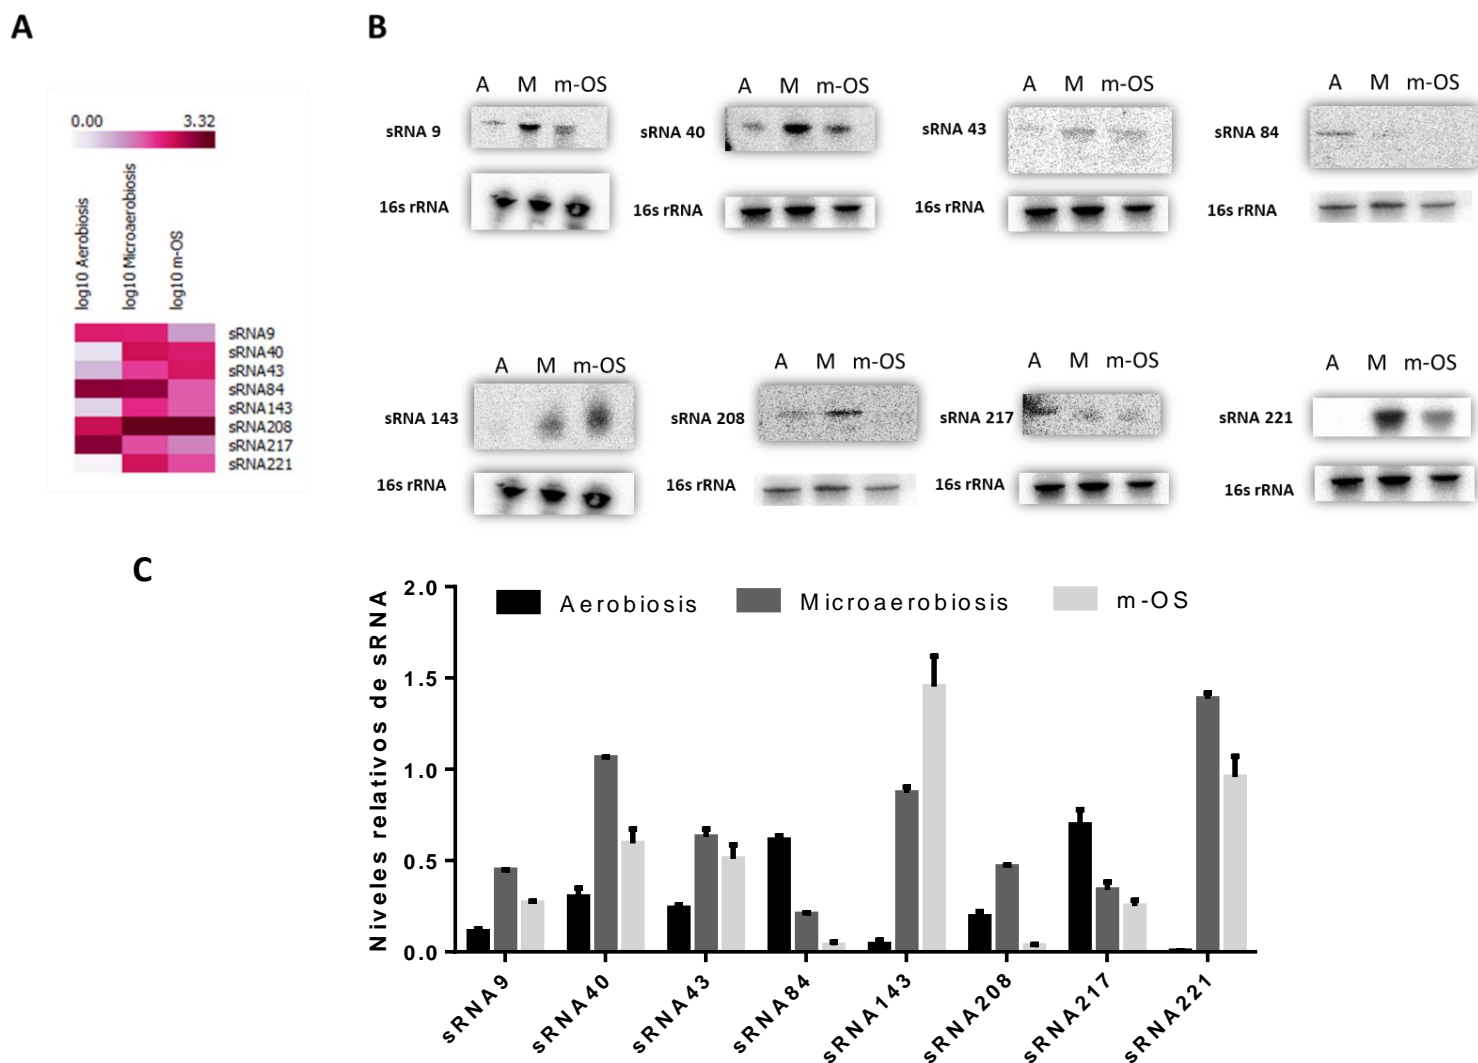 A
B
0.00 3.32
log10 Aerobiosis
log10 Microaerobiosis
log10 m-OS
sRNA9
sRNA40
sRNA43
sRNA84
sRNA143
sRNA208
sRNA217
sRNA221
A M m-OS
sRNA 9
16s rRNA
A M m-OS
sRNA 40
16s rRNA
A M m-OS
sRNA 43
16s rRNA
A M m-OS
sRNA 84
16s rRNA
A M m-OS
sRNA 143
16s rRNA
A M m-OS
sRNA 208
16s rRNA
A M m-OS
sRNA 217
16s rRNA
A M m-OS
sRNA 221
16s rRNA
C
Niveles relativos de sRNA
2.0
1.5
1.0
0.5
0.0
Aerobiosis Microaerobiosis m-OS
sRNA9
sRNA40
sRNA43
sRNA84
sRNA143
sRNA208
sRNA217
sRNA221